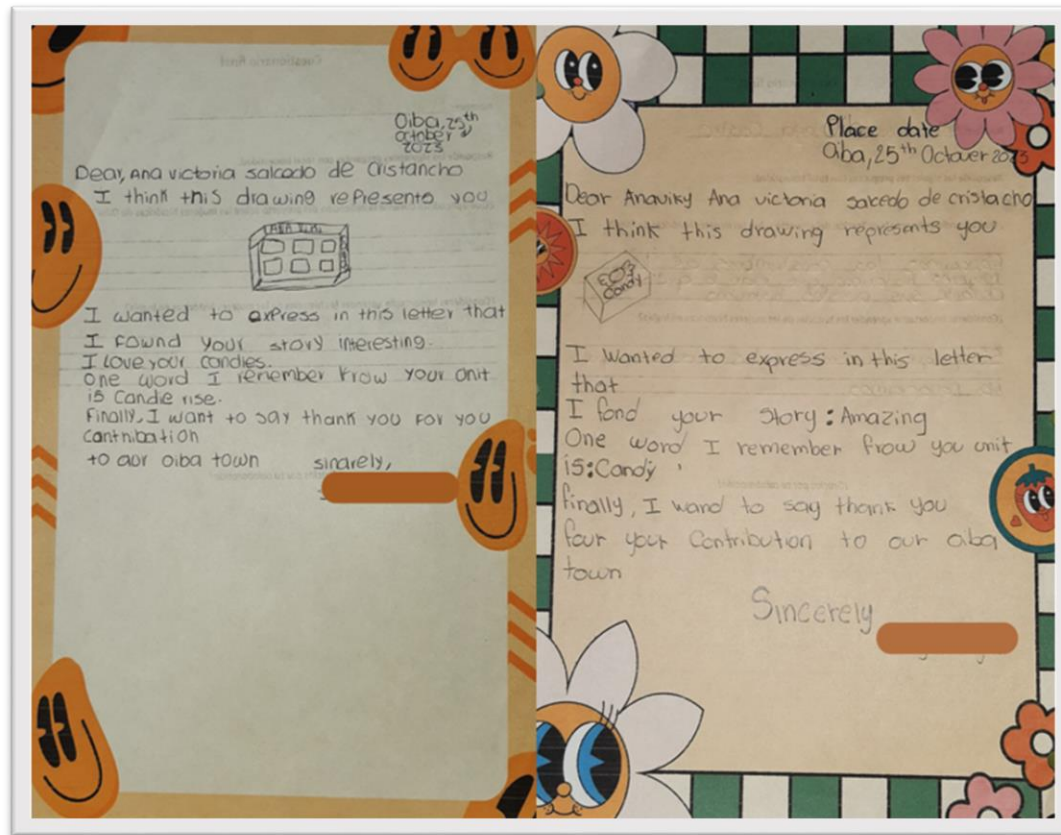 Oiba, 25th
october
2023
Dear, Ana victoria salcedo de Cristancho
I think this drawing represento you
I wanted to express in this letter that
I fownd your story interesting.
I Love your candies.
one word I remember know your onit
is Candie rise.
Finally, I want to say thank you for you
Contribation
to aur oiba town
sinarely,
Place date
Oiba, 25th Octouer 2023
Dear Anaviky Ana victoria salcedo de cristacho
I think this drawing represents you
Candy
I wanted to express in this letter
that
I fond your Story: Amazing
One word I remember frow you unit
is: Candy
finally, I wand to say thank you
four your Contribution to our oiba
town
Sincerely